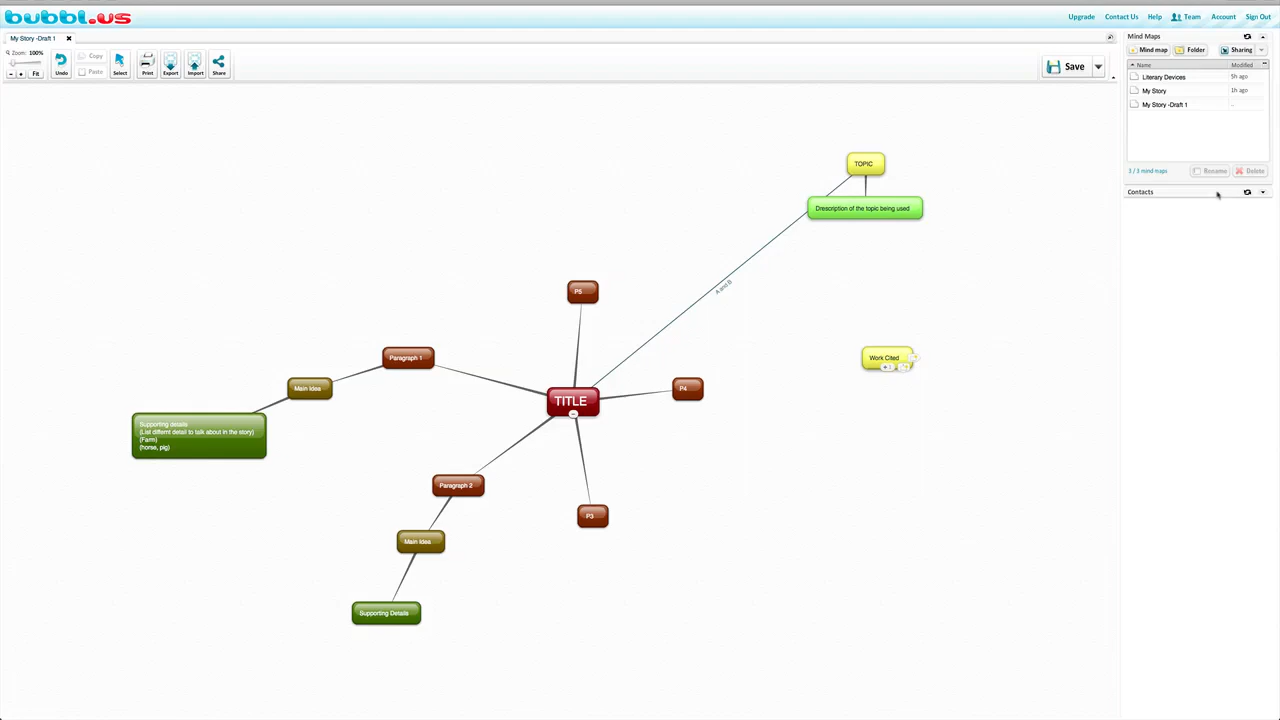 bubbl.us
Upgrade Contact Us Help Team Account Sign Out
My Story -Draft 1
Zoom: 100%
Fit
Undo
Copy
Paste
Select
Print
Export
Import
Share
Save
Mind Maps
Mind map Folder Sharing
Name Modified
Literary Devices 5h ago
My Story 1h ago
My Story -Draft 1 ..
3 / 3 mind maps Rename Delete
Contacts
TOPIC
Drescription of the topic being used
A and B
P5
Paragraph 1
Work Cited
Main Idea
P4
TITLE
Supporting details
(List differnt detail to talk about in the story)
(Farm)
(horse, pig)
Paragraph 2
P3
Main Idea
Supporting Details